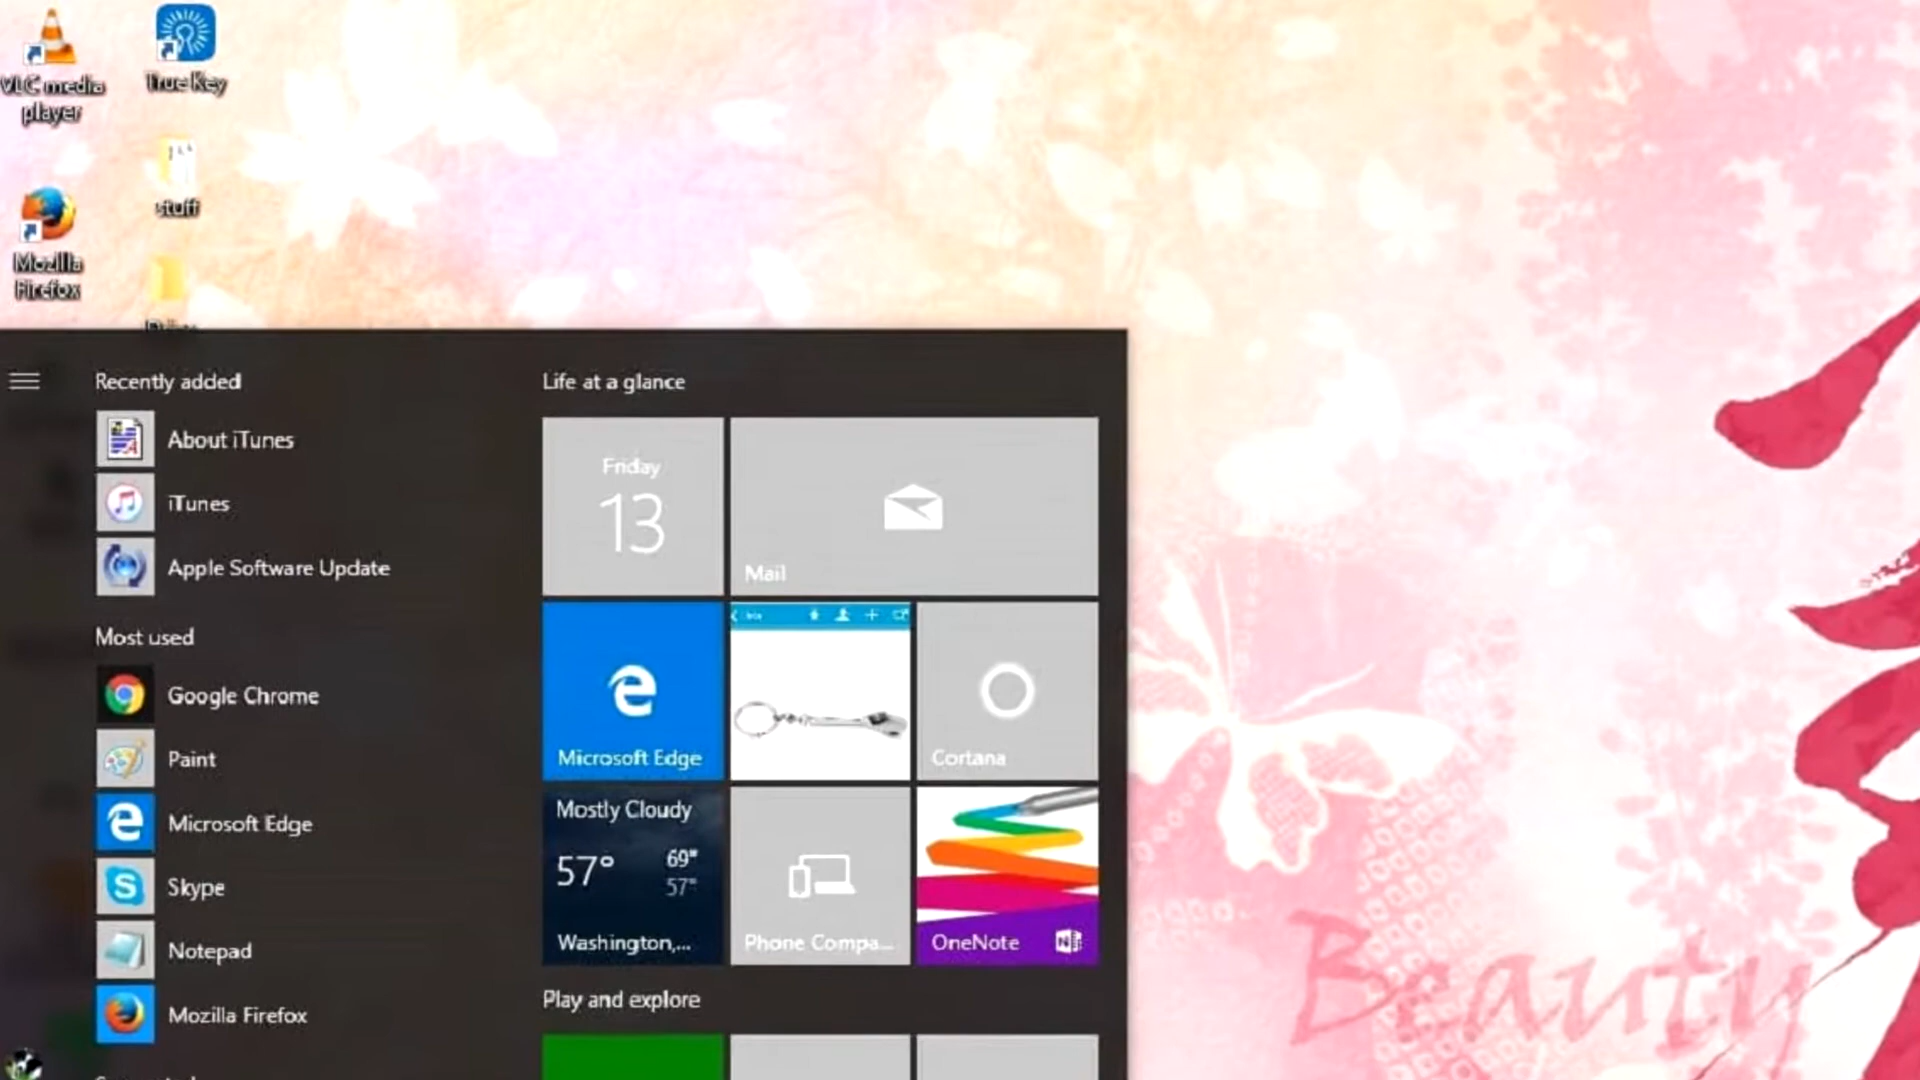 VLC media
player
True Key
stuff
Mozilla
Firefox
Recently added
About iTunes
iTunes
Apple Software Update
Most used
Google Chrome
Paint
Microsoft Edge
Skype
Notepad
Mozilla Firefox
Life at a glance
Friday
13
Mail
Microsoft Edge
Cortana
Mostly Cloudy
57°
69°
57°
Washington,...
Phone Compa...
OneNote
Play and explore
Beauty